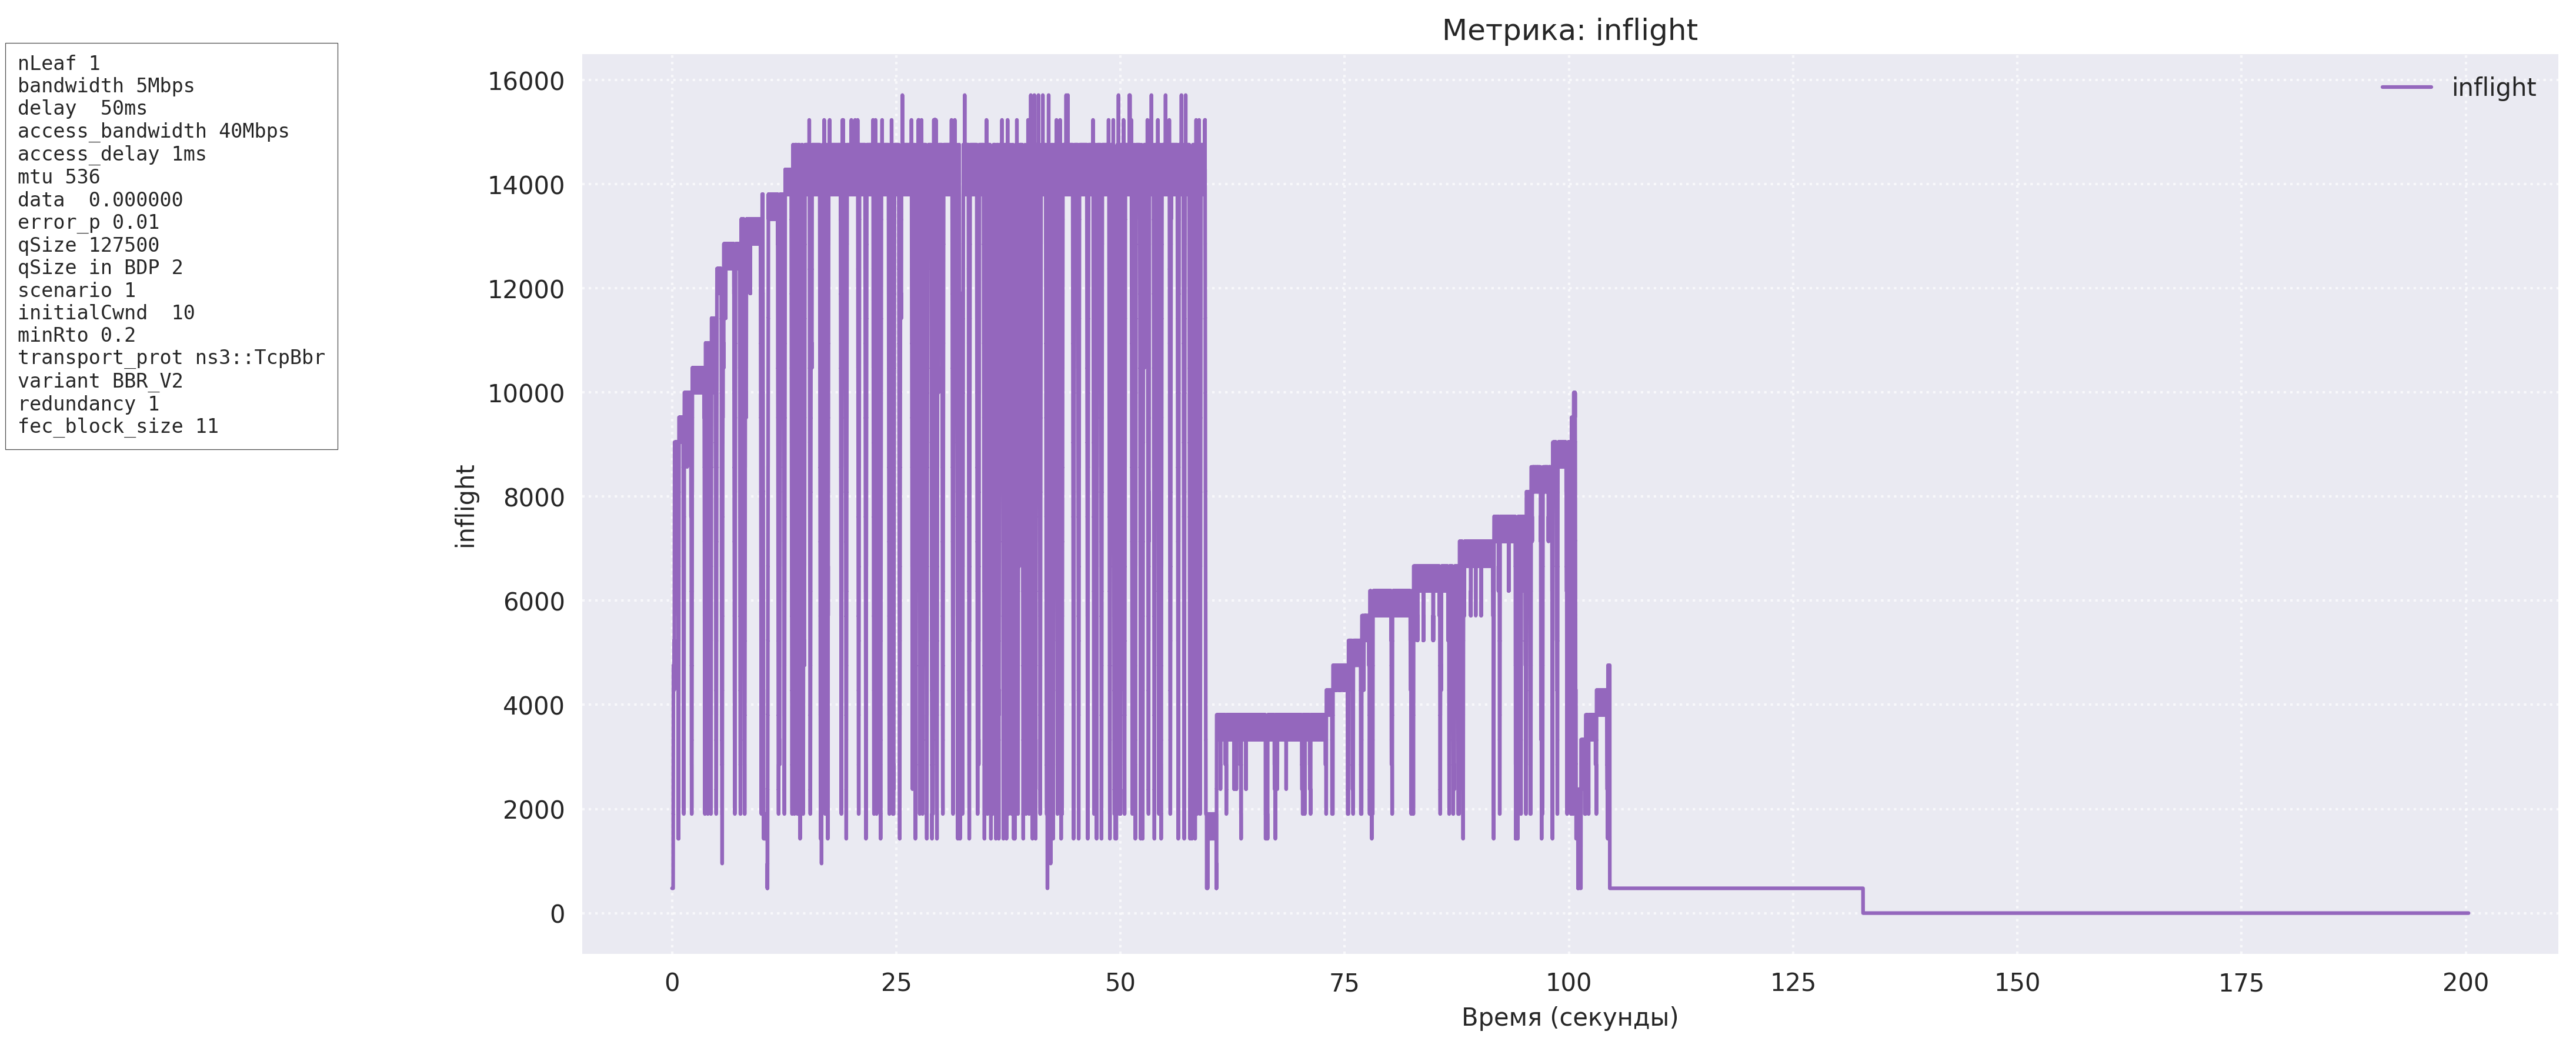 Метрика: inflight
nLeaf 1
bandwidth 5Mbps
delay  50ms
access_bandwidth 40Mbps
access_delay 1ms
mtu 536
data  0.000000
error_p 0.01
qSize 127500
qSize in BDP 2
scenario 1
initialCwnd  10
minRto 0.2
transport_prot ns3::TcpBbr
variant BBR_V2
redundancy 1
fec_block_size 11
inflight
16000
14000
12000
10000
8000
6000
4000
2000
0
inflight
0 25 50 75 100 125 150 175 200
Время (секунды)